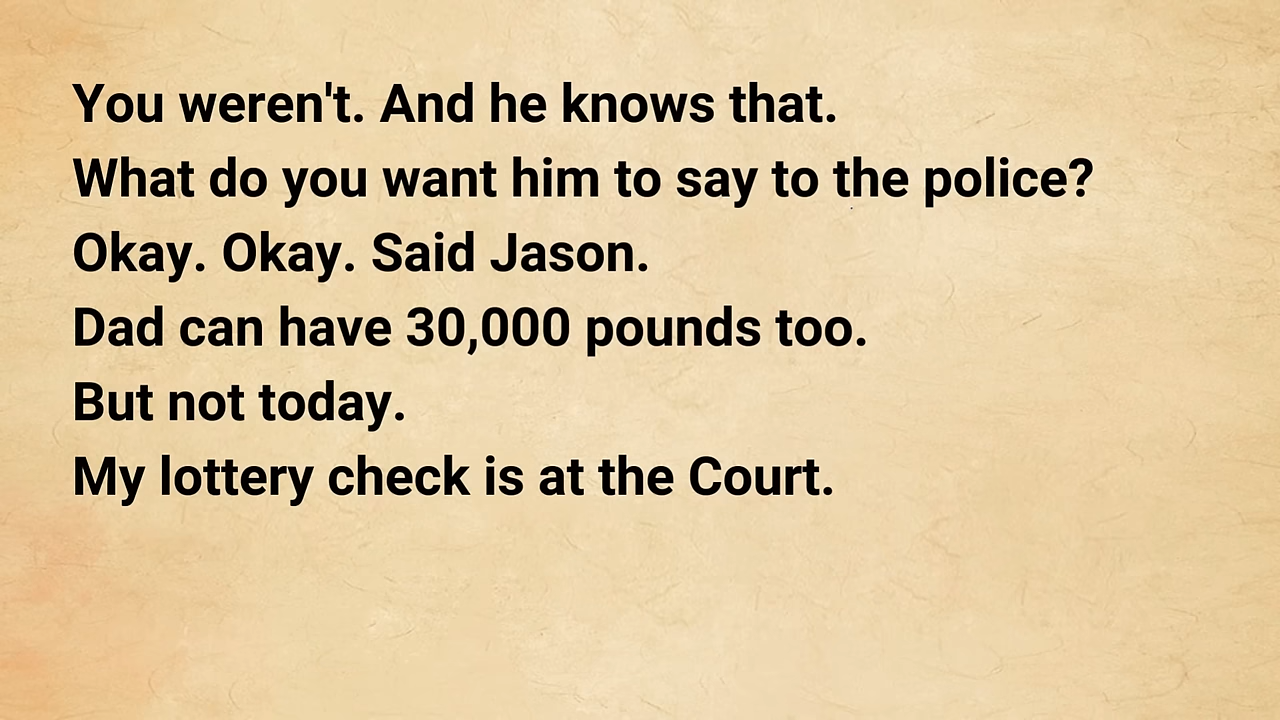 You weren't. And he knows that.
What do you want him to say to the police?
Okay. Okay. Said Jason.
Dad can have 30,000 pounds too.
But not today.
My lottery check is at the Court.